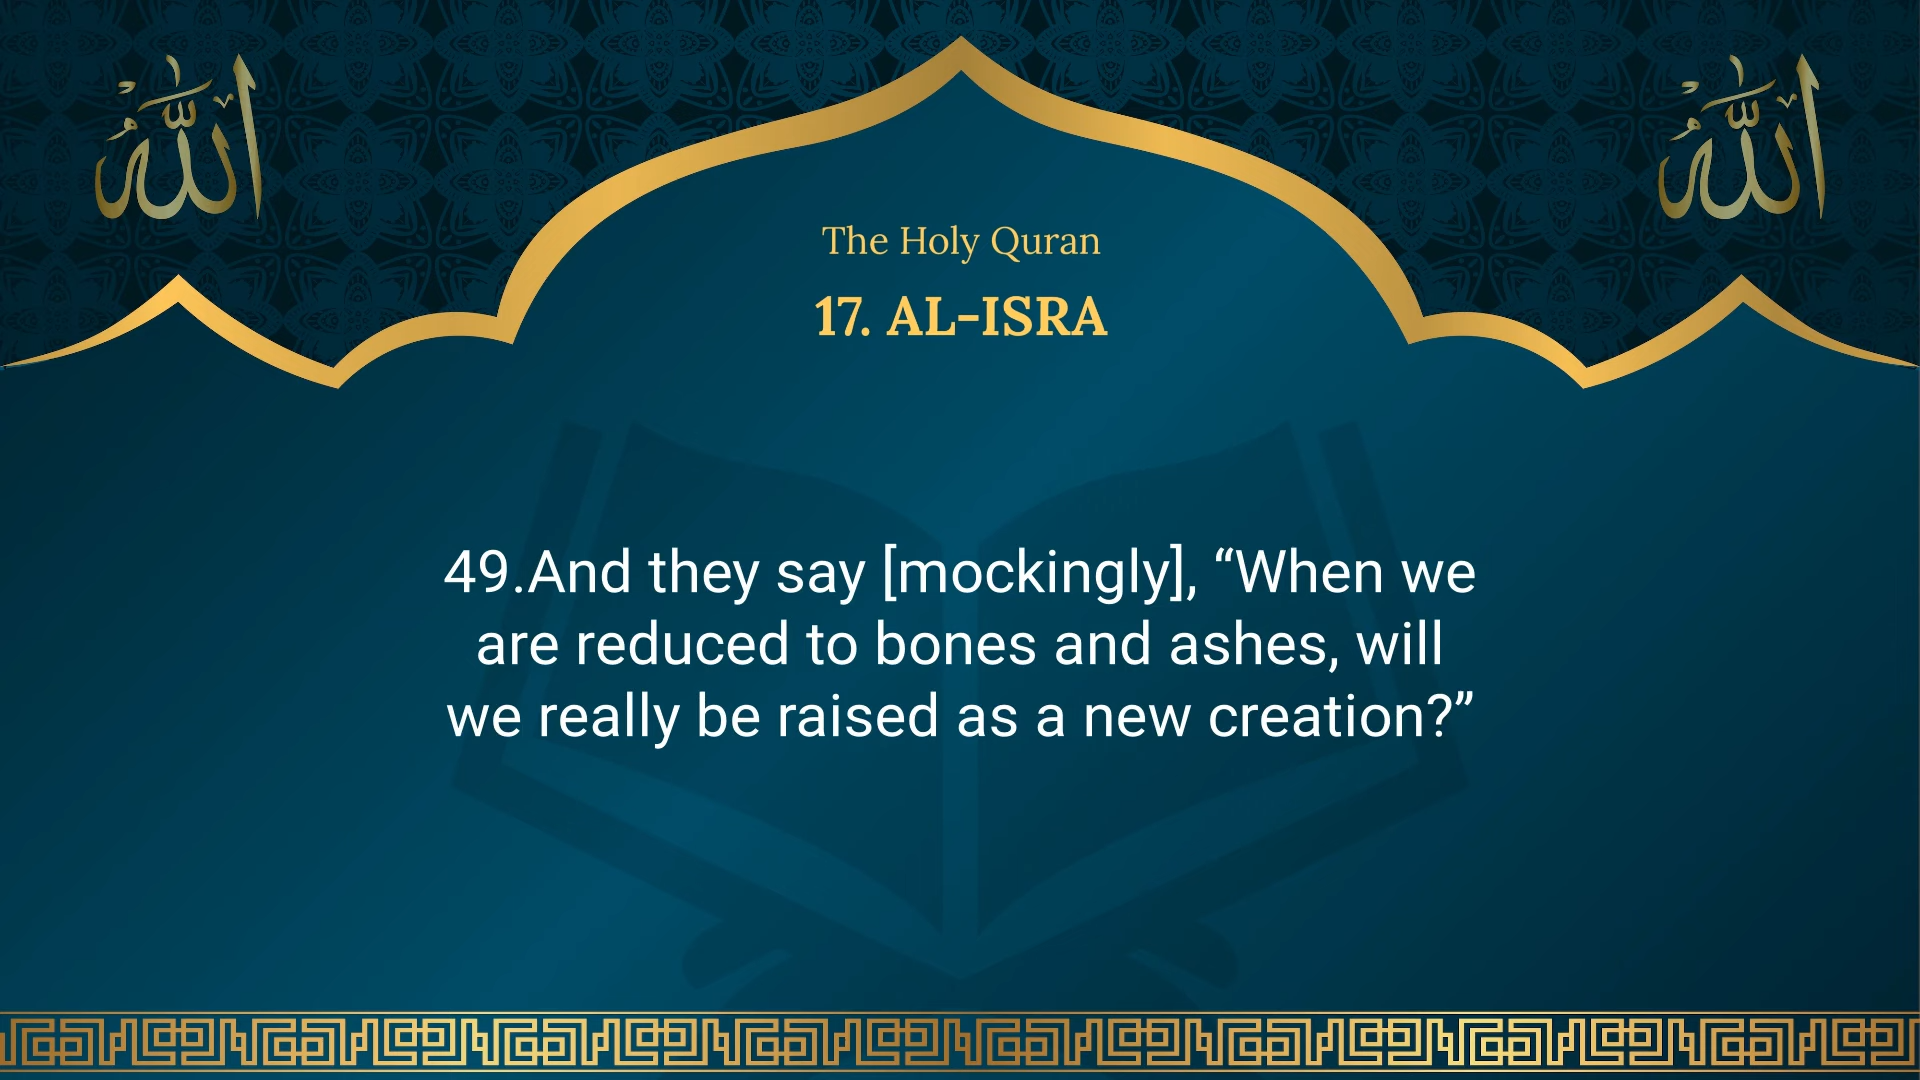 الله
الله
The Holy Quran
17. AL-ISRA
49.And they say [mockingly], “When we
are reduced to bones and ashes, will
we really be raised as a new creation?”